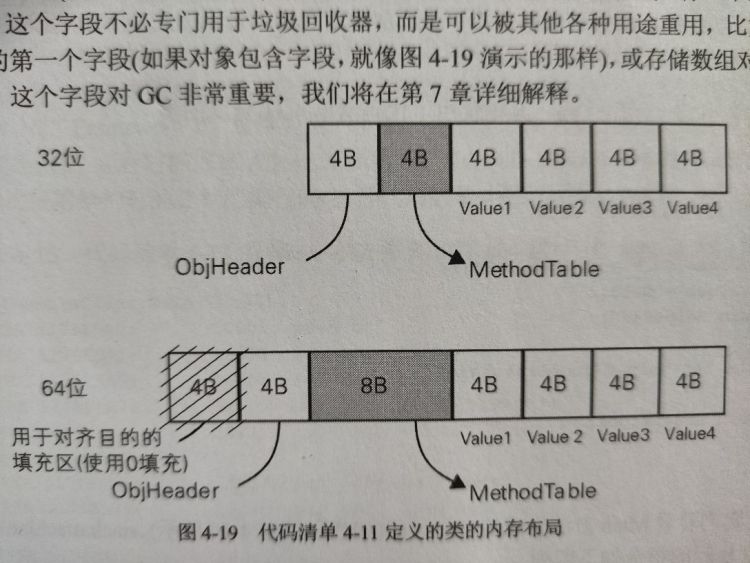 这个字段不必专门用于垃圾回收器，而是可以被其他各种用途重用，比
的第一个字段(如果对象包含字段，就像图 4-19 演示的那样)，或存储数组对
这个字段对 GC 非常重要，我们将在第 7 章详细解释。
32位
4B 4B 4B 4B 4B 4B
Value1 Value2 Value3 Value4
ObjHeader MethodTable
64位
4B 4B 8B 4B 4B 4B 4B
用于对齐目的的
填充区(使用0填充)
Value1 Value 2 Value3 Value4
ObjHeader MethodTable
图 4-19 代码清单 4-11 定义的类的内存布局